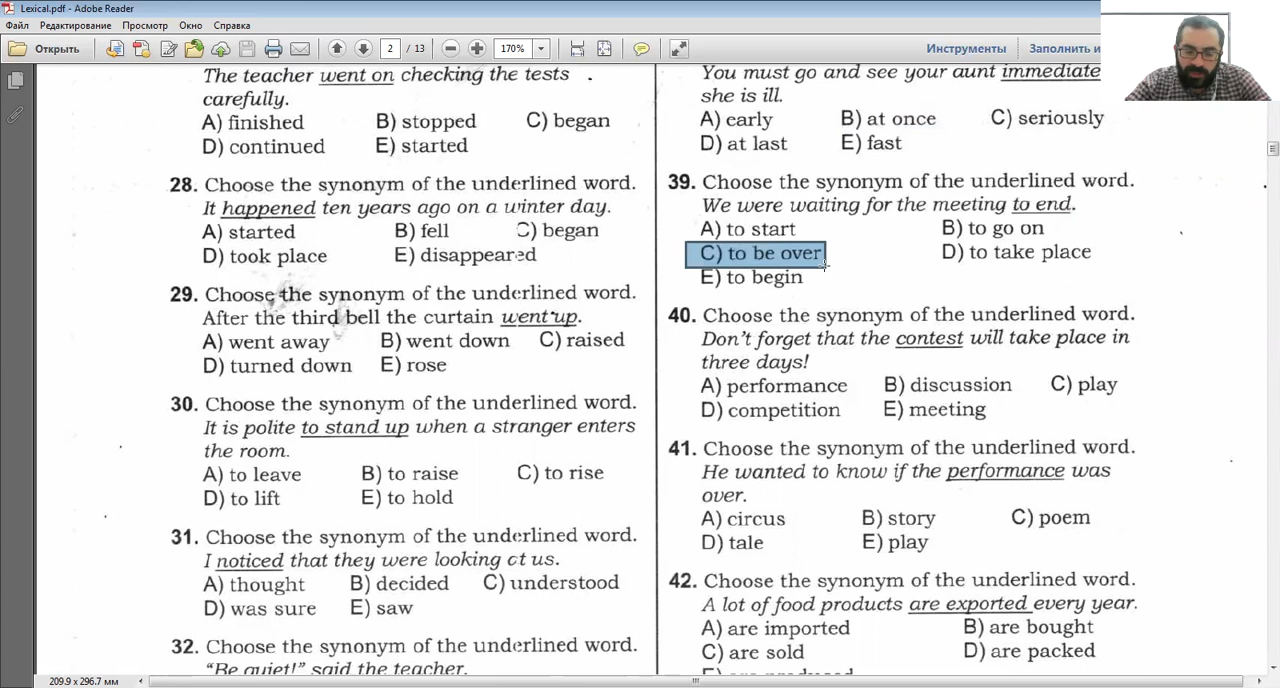 Lexical.pdf - Adobe Reader
Файл Редактирование Просмотр Окно Справка
Открыть 2 / 13 170% Инструменты Заполнить и
The teacher went on checking the tests
carefully.
A) finished B) stopped C) began
D) continued E) started
28. Choose the synonym of the underlined word.
It happened ten years ago on a winter day.
A) started B) fell C) began
D) took place E) disappeared
29. Choose the synonym of the underlined word.
After the third bell the curtain went up.
A) went away B) went down C) raised
D) turned down E) rose
30. Choose the synonym of the underlined word.
It is polite to stand up when a stranger enters
the room.
A) to leave B) to raise C) to rise
D) to lift E) to hold
31. Choose the synonym of the underlined word.
I noticed that they were looking at us.
A) thought B) decided C) understood
D) was sure E) saw
32. Choose the synonym of the underlined word.
"Be quiet!" said the teacher.
You must go and see your aunt immediate
she is ill.
A) early B) at once C) seriously
D) at last E) fast
39. Choose the synonym of the underlined word.
We were waiting for the meeting to end.
A) to start B) to go on
C) to be over D) to take place
E) to begin
40. Choose the synonym of the underlined word.
Don't forget that the contest will take place in
three days!
A) performance B) discussion C) play
D) competition E) meeting
41. Choose the synonym of the underlined word.
He wanted to know if the performance was
over.
A) circus B) story C) poem
D) tale E) play
42. Choose the synonym of the underlined word.
A lot of food products are exported every year.
A) are imported B) are bought
C) are sold D) are packed
209.9 x 296.7 мм